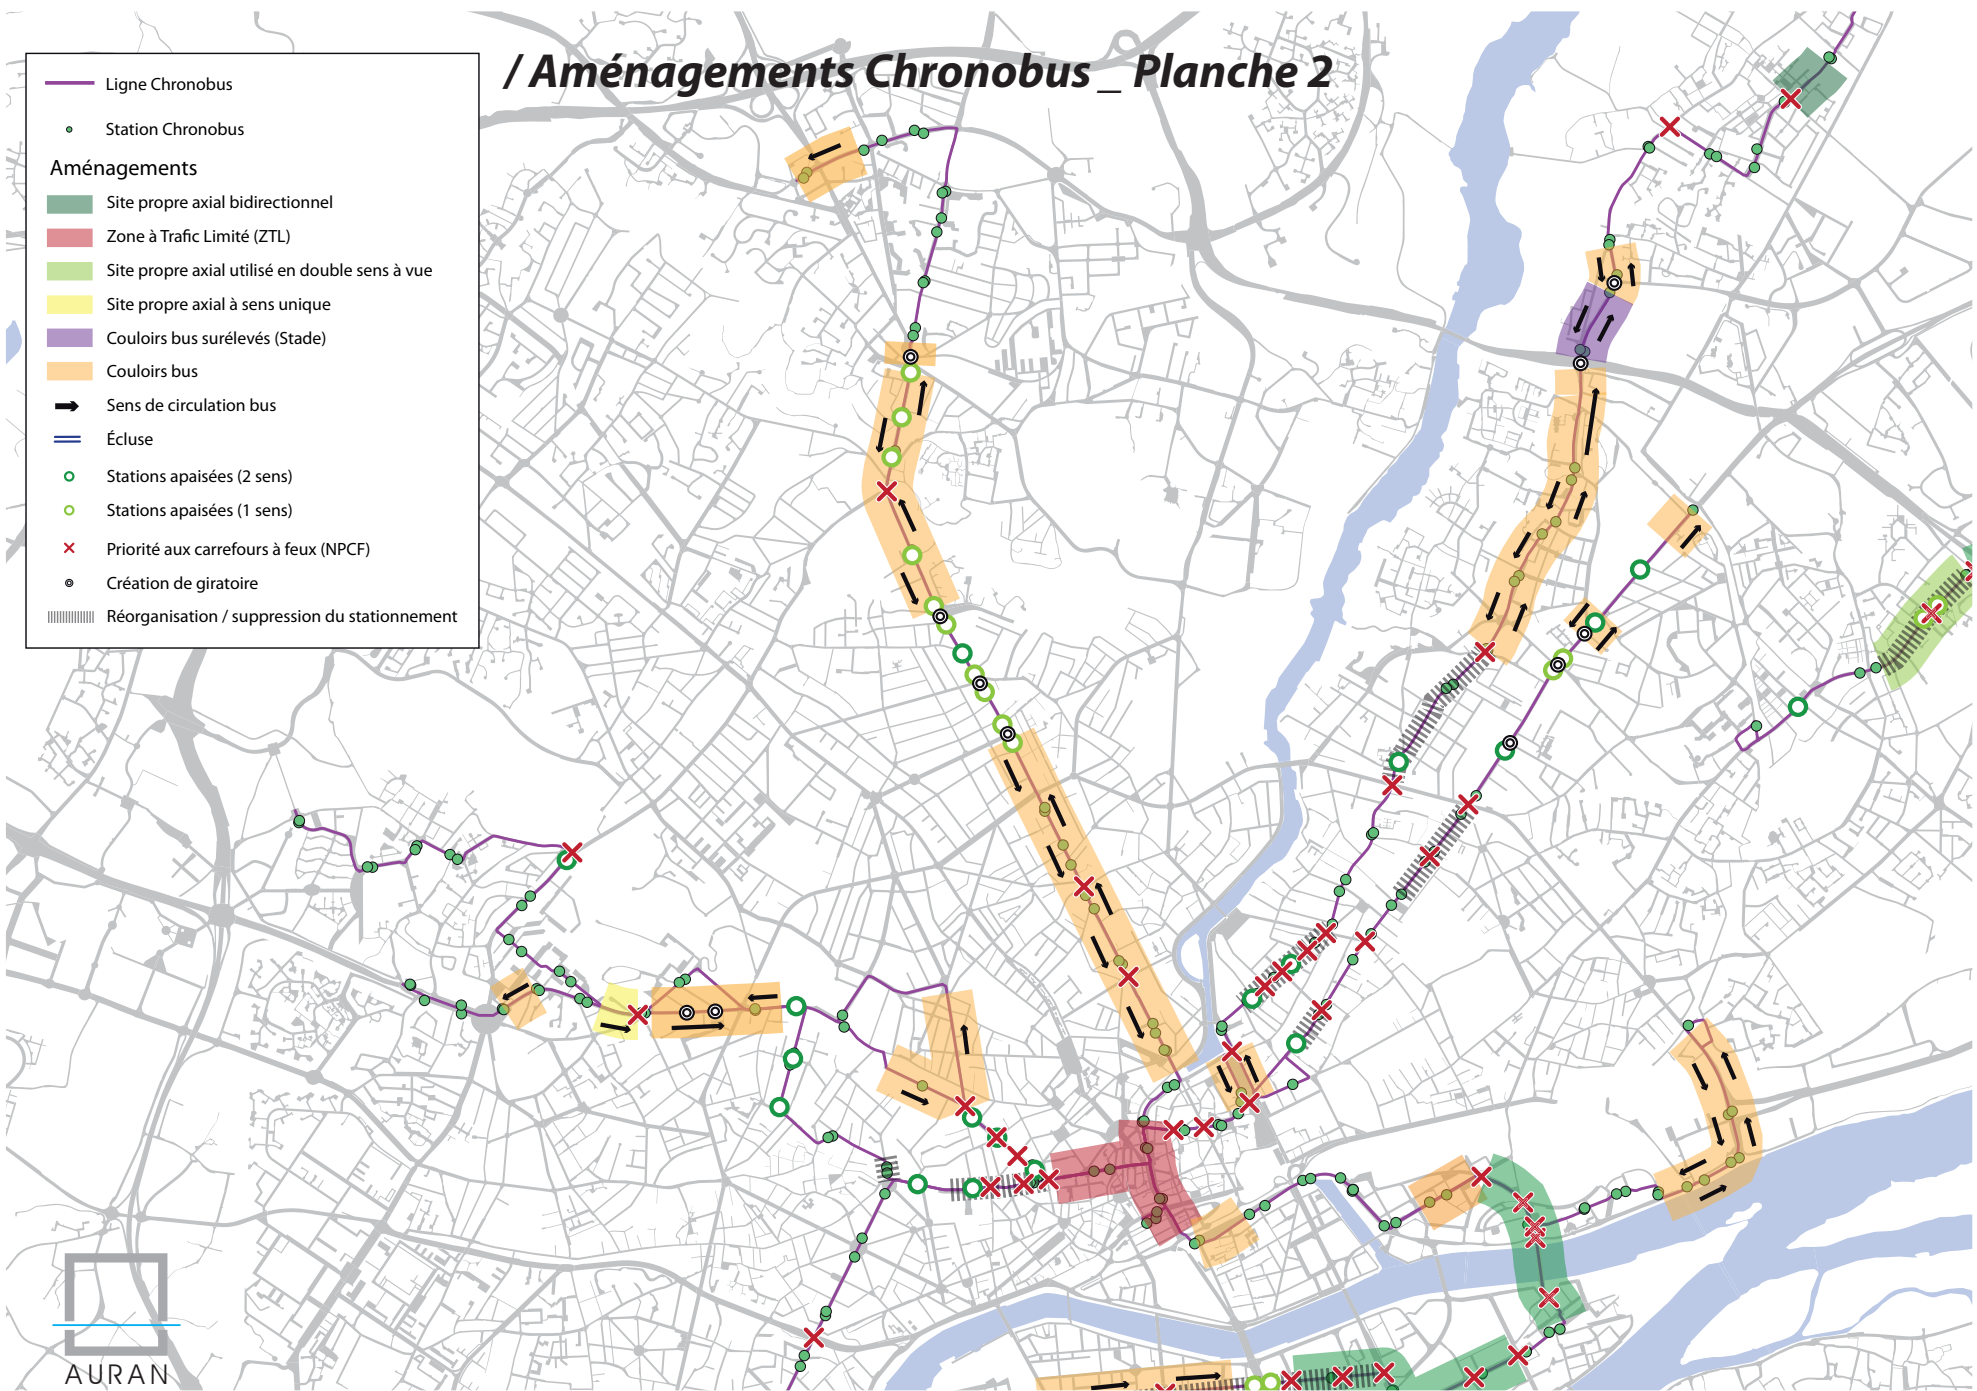 / Aménagements Chronobus _ Planche 2
Ligne Chronobus
Station Chronobus
Aménagements
Site propre axial bidirectionnel
Zone à Trafic Limité (ZTL)
Site propre axial utilisé en double sens à vue
Site propre axial à sens unique
Couloirs bus surélevés (Stade)
Couloirs bus
Sens de circulation bus
Écluse
Stations apaisées (2 sens)
Stations apaisées (1 sens)
Priorité aux carrefours à feux (NPCF)
Création de giratoire
Réorganisation / suppression du stationnement
AURAN